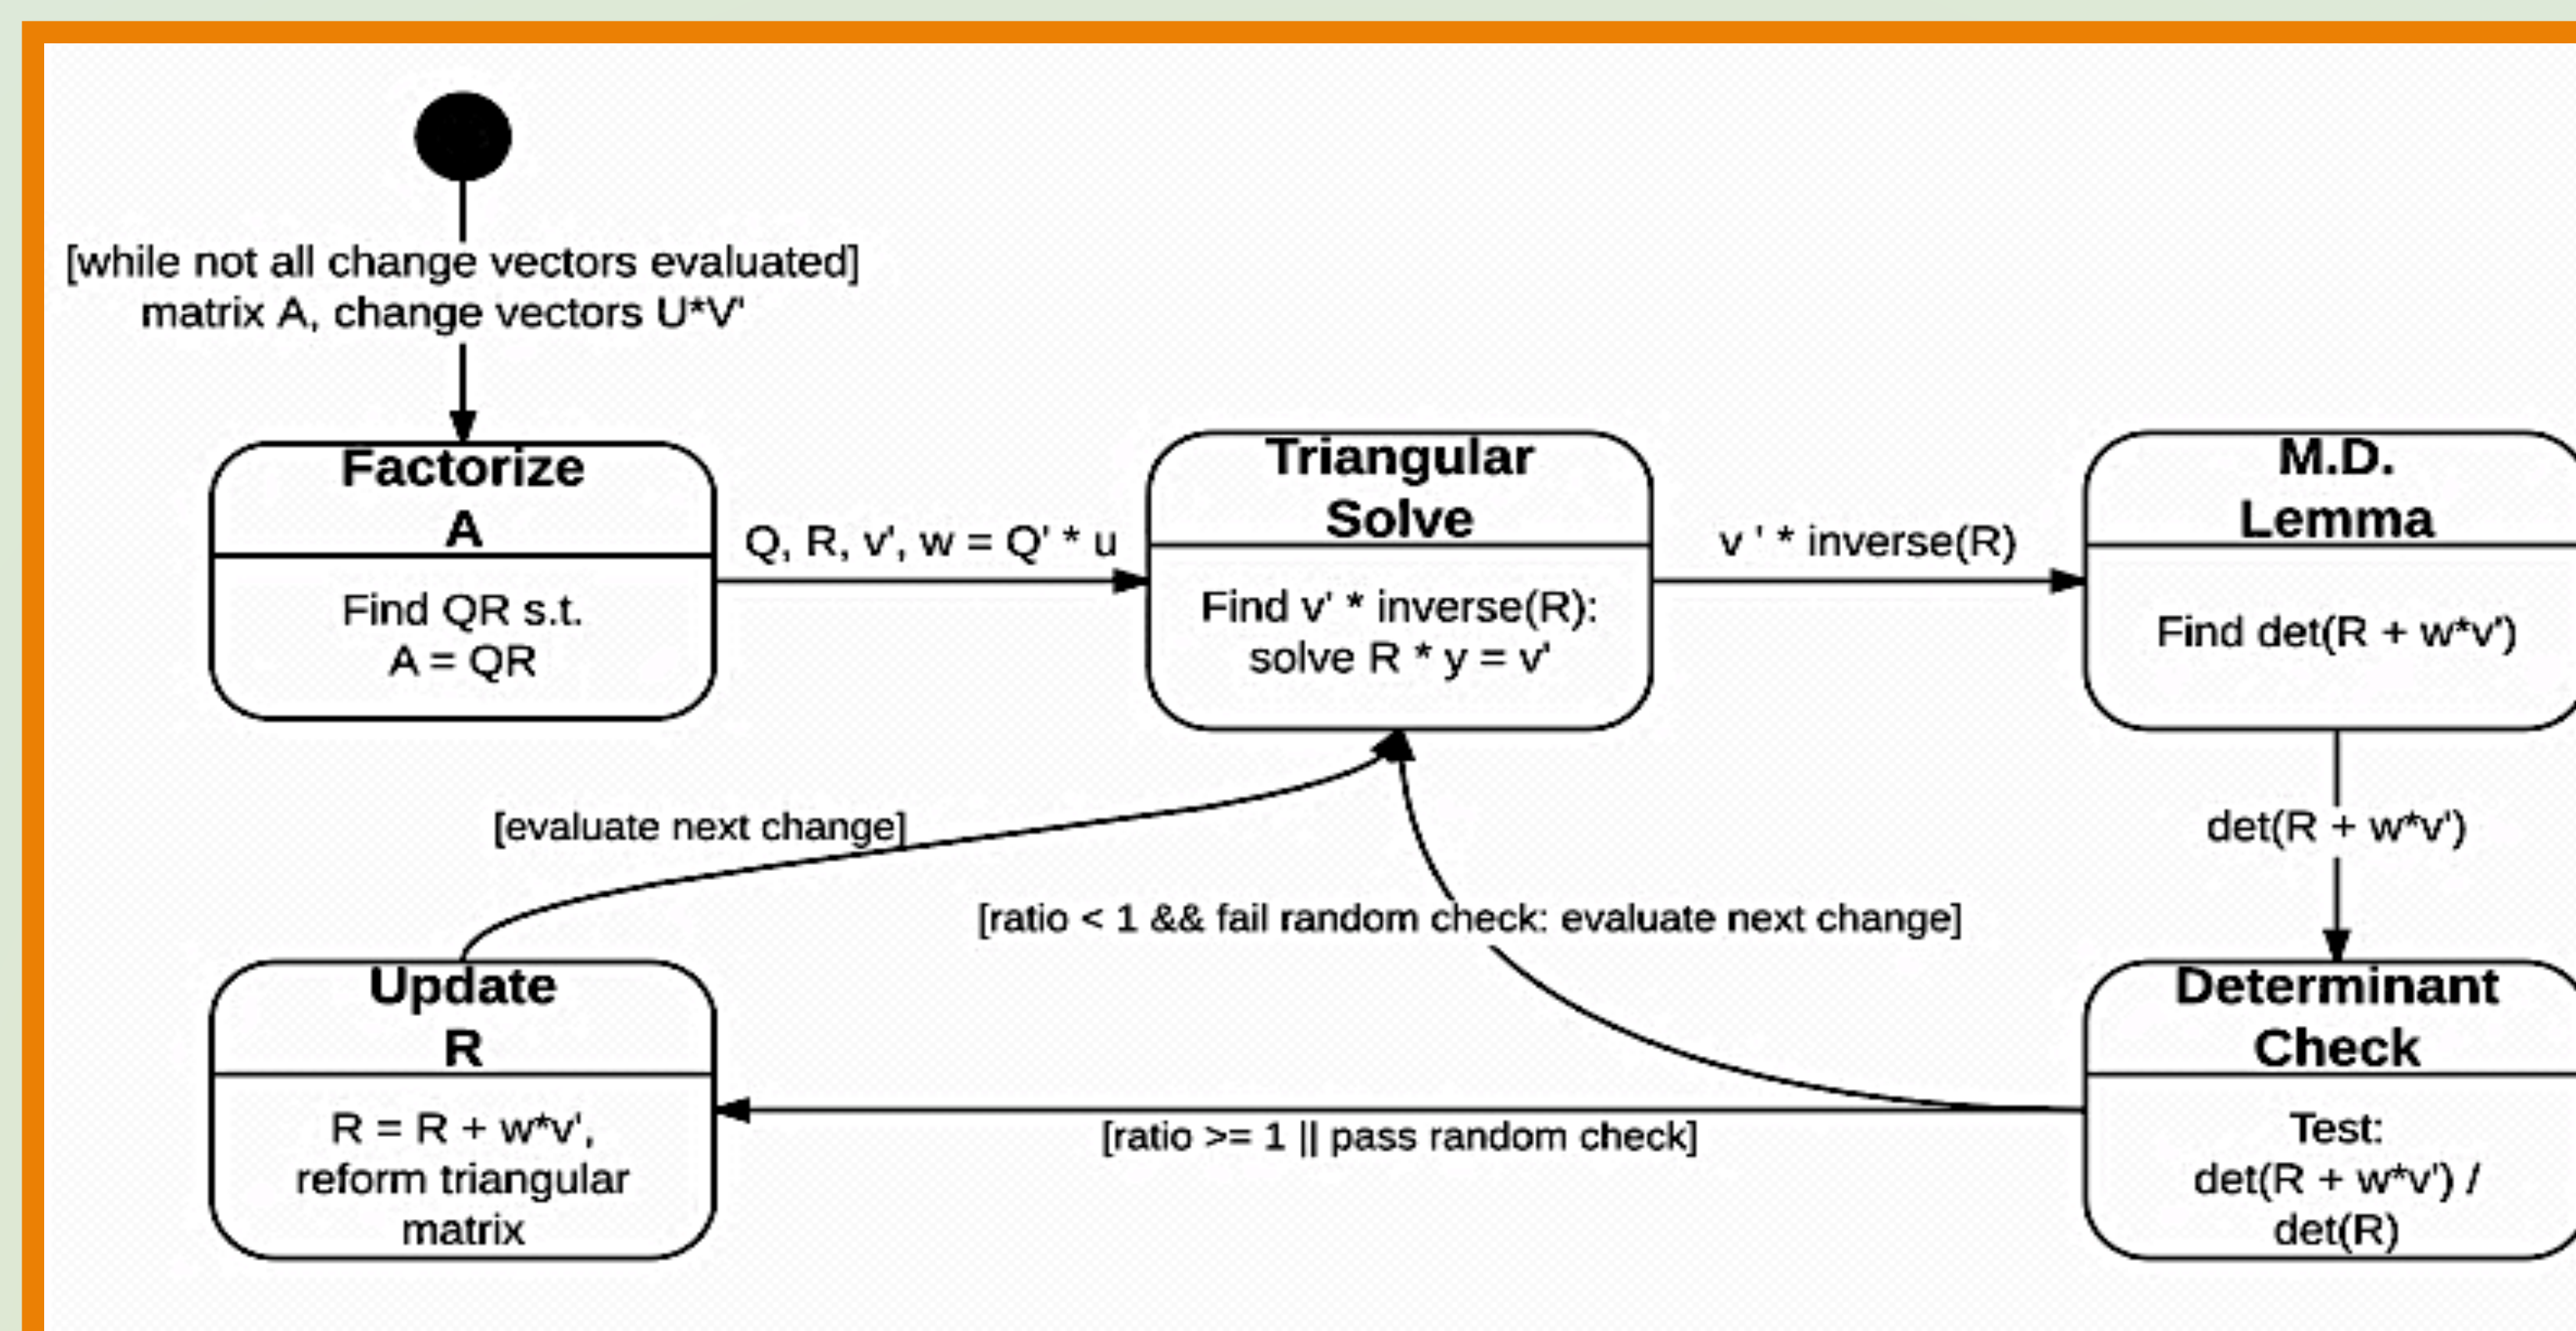 [while not all change vectors evaluated]
matrix A, change vectors U*V'
Factorize
A
Find QR s.t.
A = QR
Q, R, v', w = Q' * u
Triangular
Solve
Find v' * inverse(R):
solve R * y = v'
v ' * inverse(R)
M.D.
Lemma
Find det(R + w*v')
det(R + w*v')
[evaluate next change]
[ratio < 1 && fail random check: evaluate next change]
Determinant
Check
Test:
det(R + w*v') /
det(R)
[ratio >= 1 || pass random check]
Update
R
R = R + w*v',
reform triangular
matrix